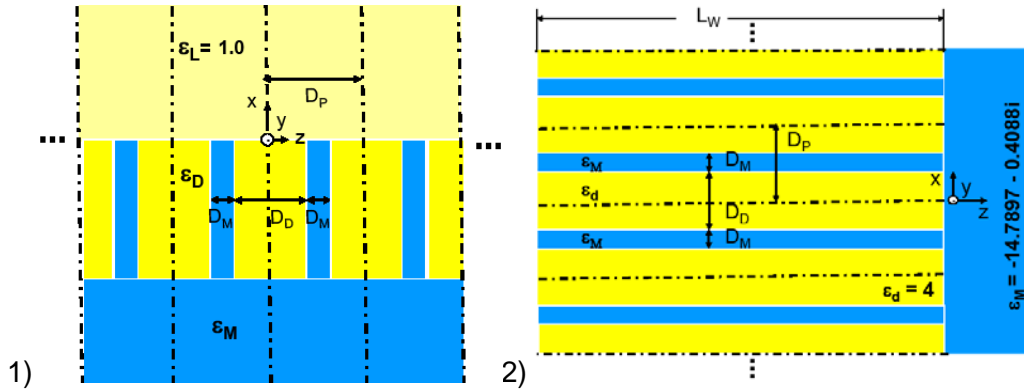 ε_L = 1.0
D_P
x
y
z
...
...
ε_D
D_M
D_D
D_M
ε_M
1)
L_W
...
D_P
ε_M
D_M
ε_d
D_D
ε_M
D_M
x
y
z
ε_d = 4
ε_M = -14.7897 - 0.4088i
...
2)